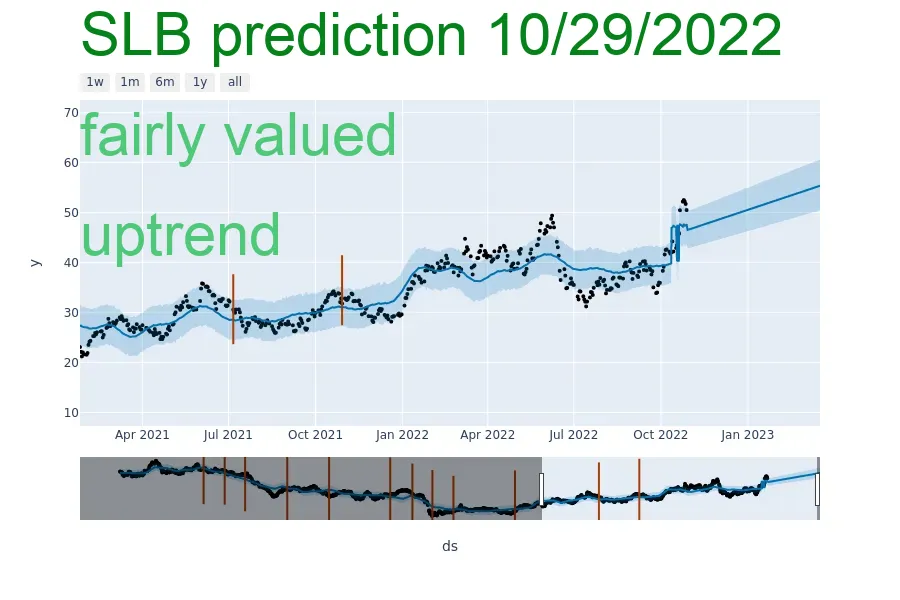 SLB prediction 10/29/2022
1w 1m 6m 1y all
70
fairly valued
60
50
uptrend
40
y
30
20
10
Apr 2021 Jul 2021 Oct 2021 Jan 2022 Apr 2022 Jul 2022 Oct 2022 Jan 2023
ds